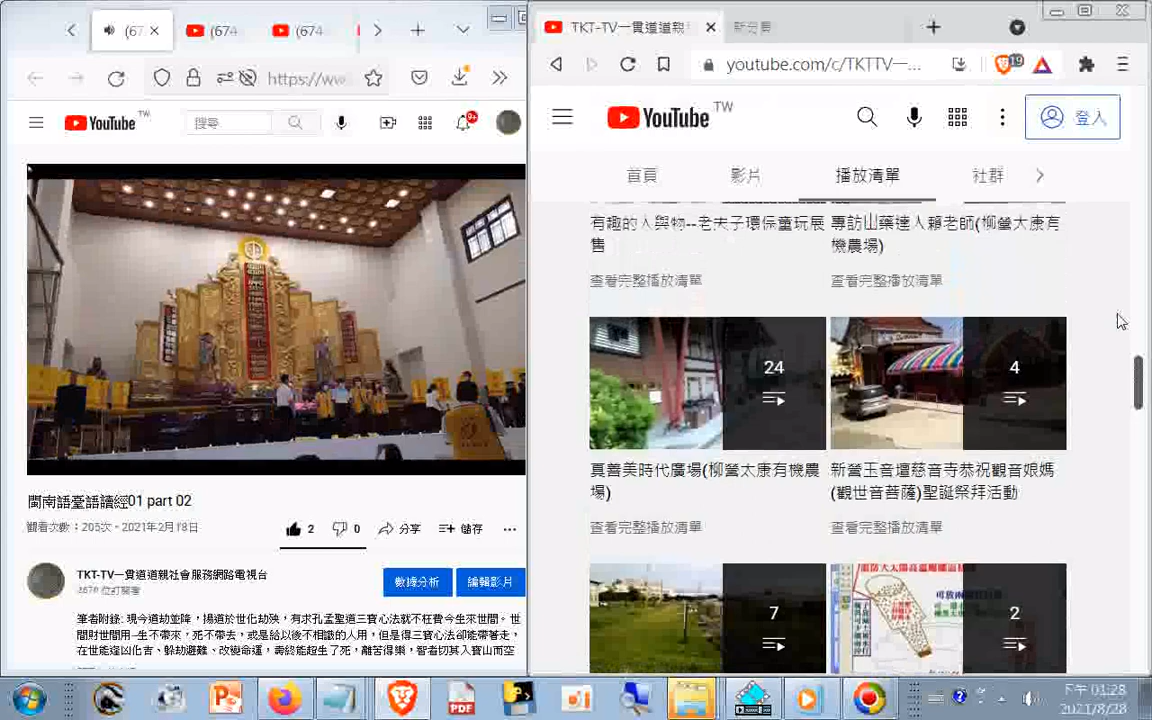 (67
(674
(674
https://ww
YouTube TW
搜尋
9+
閩南語臺語讀經01 part 02
觀看次數：205次・2021年2月18日
2
0
分享
儲存
TKT-TV一貫道道親社會服務網路電視台
數據分析
編輯影片
筆者附錄: 現今道劫並降，揚道於世化劫殃，有求孔孟聖道三寶心法就不枉費今生來世間。世
間財世間用--生不帶來，死不帶去，或是給以後不相識的人用，但是得三寶心法卻能帶著走，
在世能逢凶化吉、躲劫避難、改變命運，壽終能超生了死，離苦得樂，智者切其入寶山而空
TKT-TV一貫道道親
新分頁
youtube.com/c/TKTTV一...
19
YouTube TW
登入
首頁
影片
播放清單
社群
有趣的人與物--老夫子環保童玩展
售
查看完整播放清單
專訪山藥達人賴老師(柳營太康有
機農場)
查看完整播放清單
24
4
真善美時代廣場(柳營太康有機農
場)
查看完整播放清單
新營玉音壇慈音寺恭祝觀音娘媽
(觀世音菩薩)聖誕祭拜活動
查看完整播放清單
7
2
PDF
下午 01:28
2021/8/28